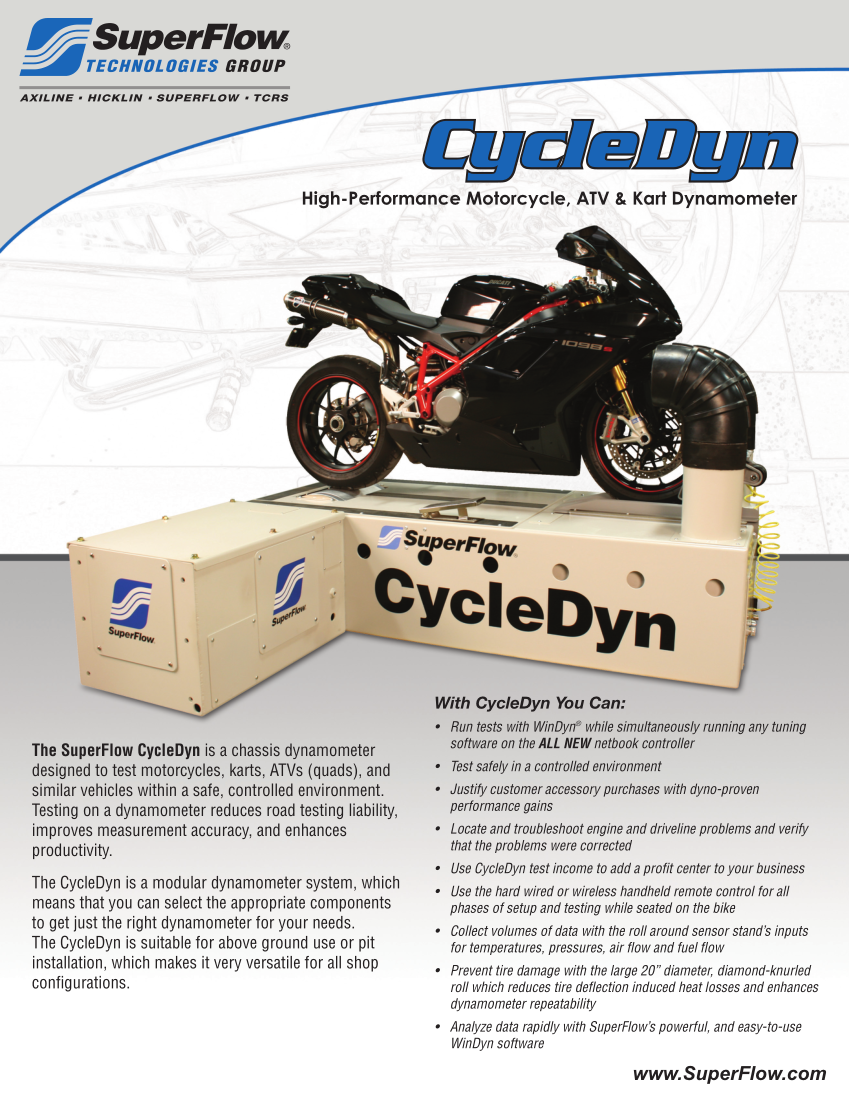 SuperFlow®
TECHNOLOGIES GROUP
AXILINE • HICKLIN • SUPERFLOW • TCRS
CycleDyn
High-Performance Motorcycle, ATV & Kart Dynamometer
DUCATI
1098S
SuperFlow
CycleDyn
SuperFlow
SuperFlow
With CycleDyn You Can:
• Run tests with WinDyn® while simultaneously running any tuning
software on the ALL NEW netbook controller
• Test safely in a controlled environment
• Justify customer accessory purchases with dyno-proven
performance gains
• Locate and troubleshoot engine and driveline problems and verify
that the problems were corrected
• Use CycleDyn test income to add a profit center to your business
• Use the hard wired or wireless handheld remote control for all
phases of setup and testing while seated on the bike
• Collect volumes of data with the roll around sensor stand’s inputs
for temperatures, pressures, air flow and fuel flow
• Prevent tire damage with the large 20” diameter, diamond-knurled
roll which reduces tire deflection induced heat losses and enhances
dynamometer repeatability
• Analyze data rapidly with SuperFlow’s powerful, and easy-to-use
WinDyn software
The SuperFlow CycleDyn is a chassis dynamometer
designed to test motorcycles, karts, ATVs (quads), and
similar vehicles within a safe, controlled environment.
Testing on a dynamometer reduces road testing liability,
improves measurement accuracy, and enhances
productivity.
The CycleDyn is a modular dynamometer system, which
means that you can select the appropriate components
to get just the right dynamometer for your needs.
The CycleDyn is suitable for above ground use or pit
installation, which makes it very versatile for all shop
configurations.
www.SuperFlow.com